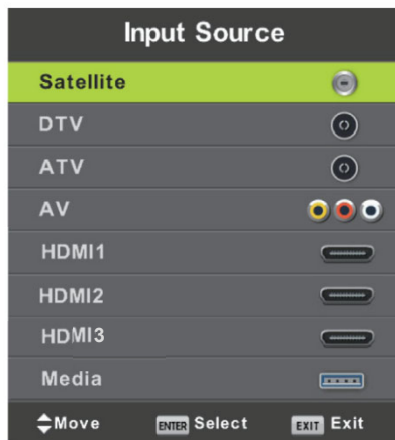 Input Source
Satellite
DTV
ATV
AV
HDMI1
HDMI2
HDMI3
Media
Move ENTER Select EXIT Exit